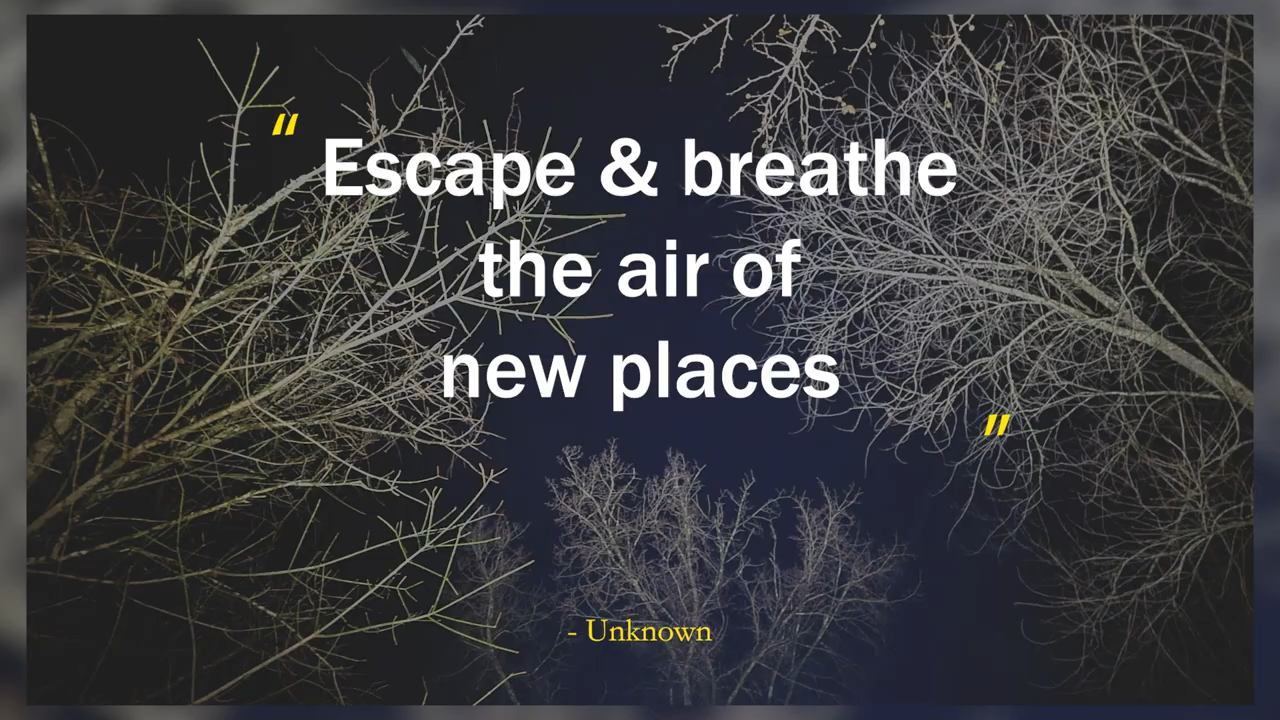 “ Escape & breathe
the air of
new places ”
- Unknown